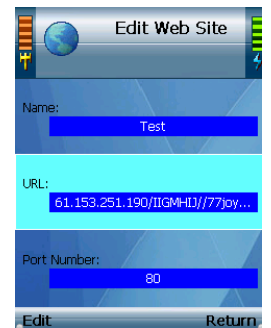 Edit Web Site
Name:
Test
URL:
61.153.251.190/IIGMHIJ//77joy...
Port Number:
80
Edit Return